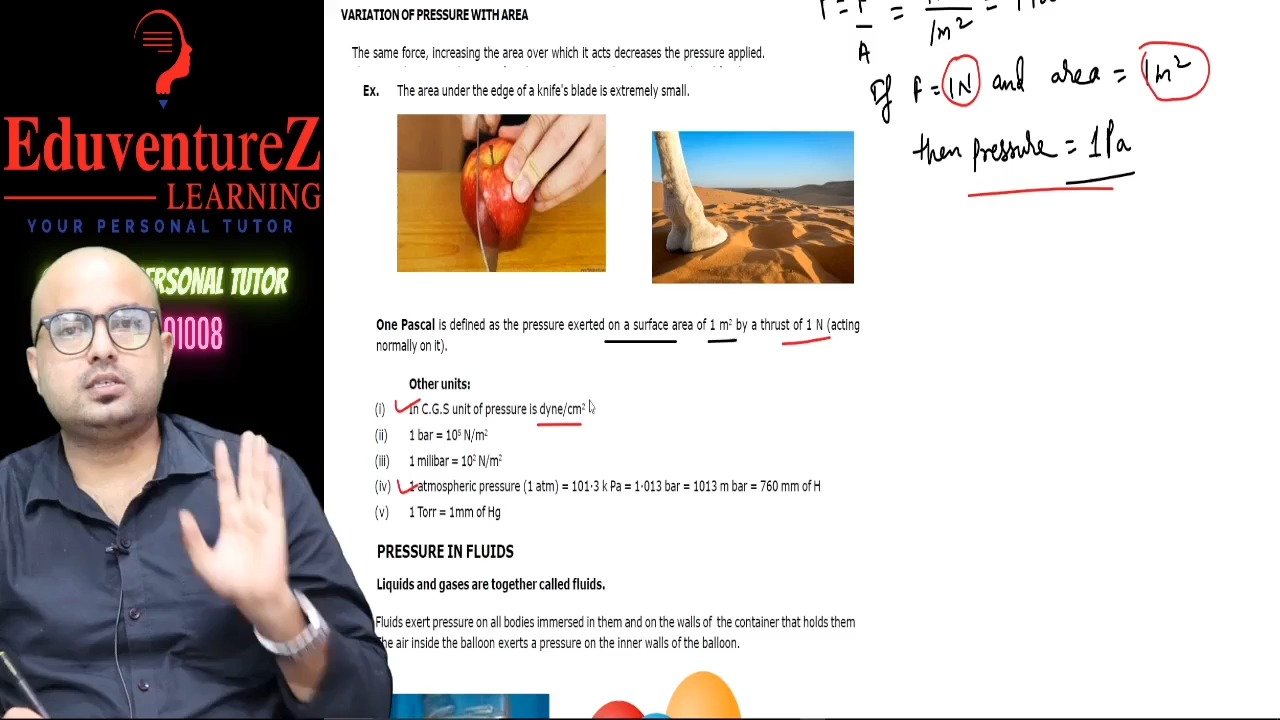 VARIATION OF PRESSURE WITH AREA
The same force, increasing the area over which it acts decreases the pressure applied.
Ex. The area under the edge of a knife's blade is extremely small.
One Pascal is defined as the pressure exerted on a surface area of 1 m² by a thrust of 1 N (acting
normally on it).
Other units:
(i) In C.G.S unit of pressure is dyne/cm²
(ii) 1 bar = 10⁵ N/m²
(iii) 1 milibar = 10² N/m²
(iv) 1 atmospheric pressure (1 atm) = 101·3 k Pa = 1·013 bar = 1013 m bar = 760 mm of H
(v) 1 Torr = 1mm of Hg
PRESSURE IN FLUIDS
Liquids and gases are together called fluids.
Fluids exert pressure on all bodies immersed in them and on the walls of the container that holds them
The air inside the balloon exerts a pressure on the inner walls of the balloon.
A
1m²
If F = 1N and area = 1m²
then pressure = 1Pa
EduventureZ
LEARNING
YOUR PERSONAL TUTOR
PERSONAL TUTOR
01008